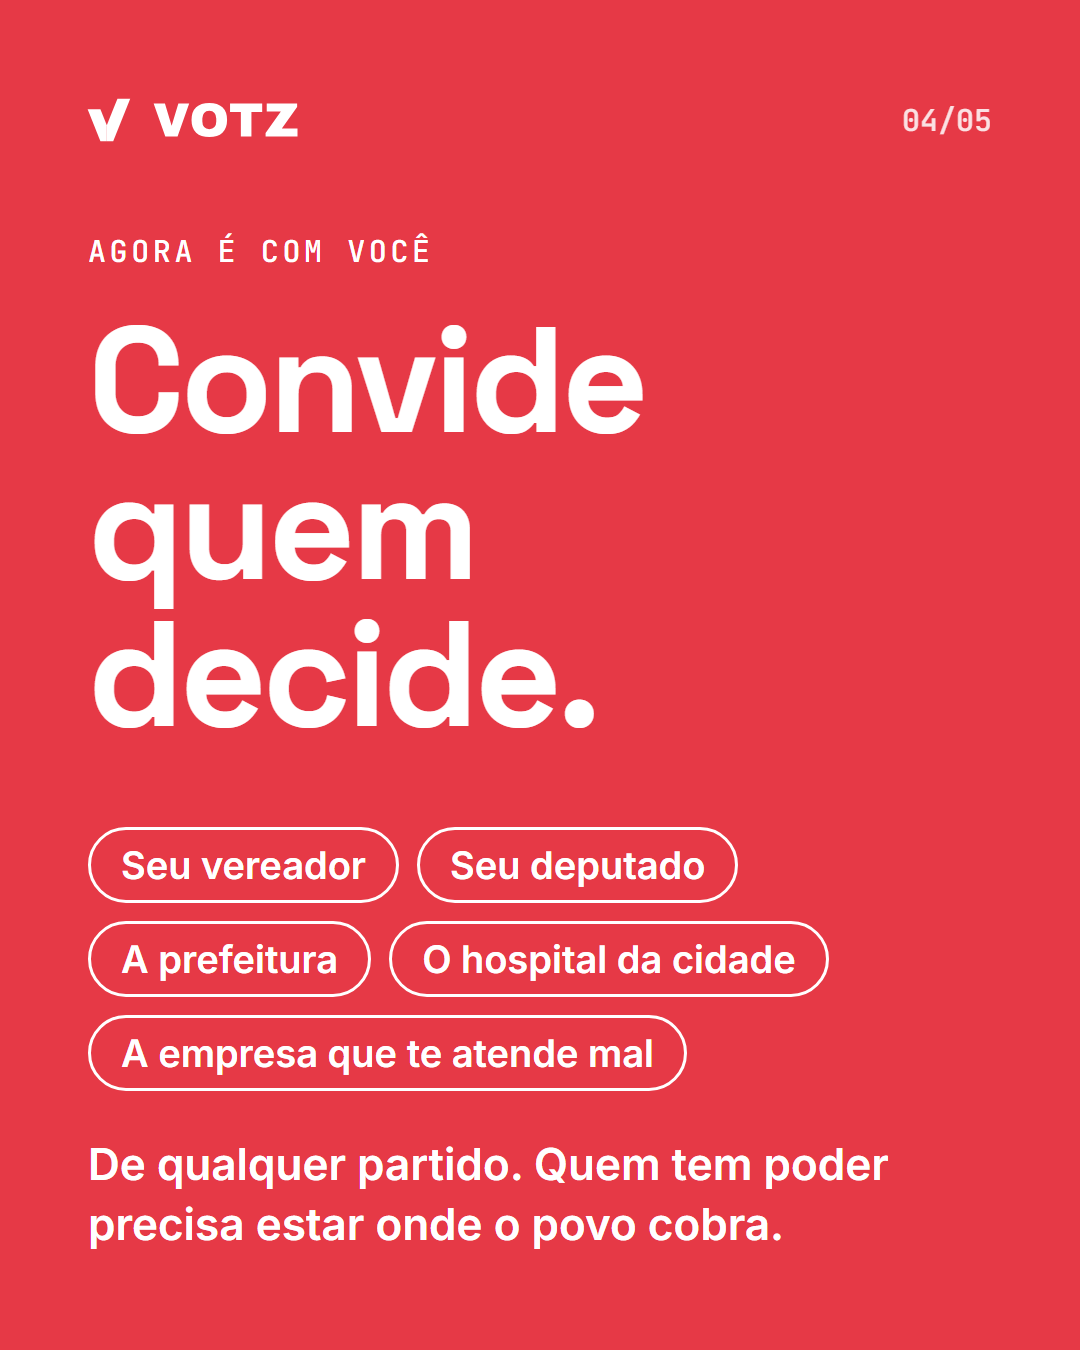 VOTZ
04/05
AGORA É COM VOCÊ
Convide
quem
decide.
Seu vereador
Seu deputado
A prefeitura
O hospital da cidade
A empresa que te atende mal
De qualquer partido. Quem tem poder
precisa estar onde o povo cobra.